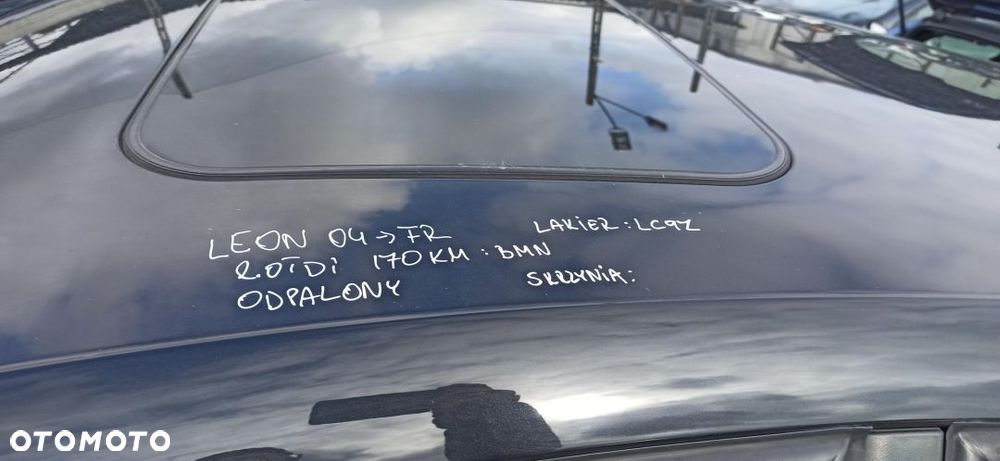 LEON 04 -> FR
2.0TDi 170KM : BMN
ODPALONY
LAKIER : LC9Z
SKRZYNIA :
OTOMOTO